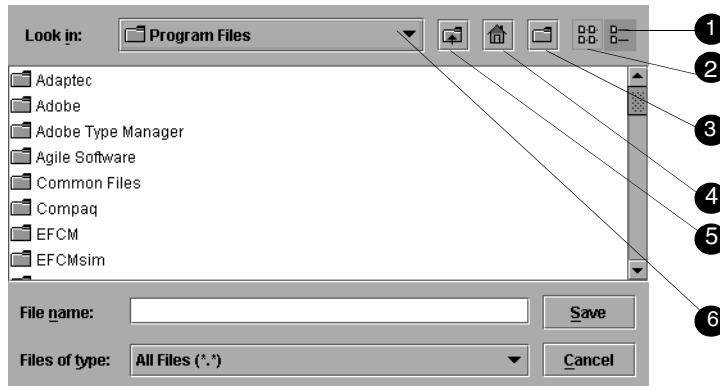 Look in: Program Files
1
2
3
4
5
6
Adaptec
Adobe
Adobe Type Manager
Agile Software
Common Files
Compaq
EFCM
EFCMsim
File name: Save
Files of type: All Files (*.*) Cancel